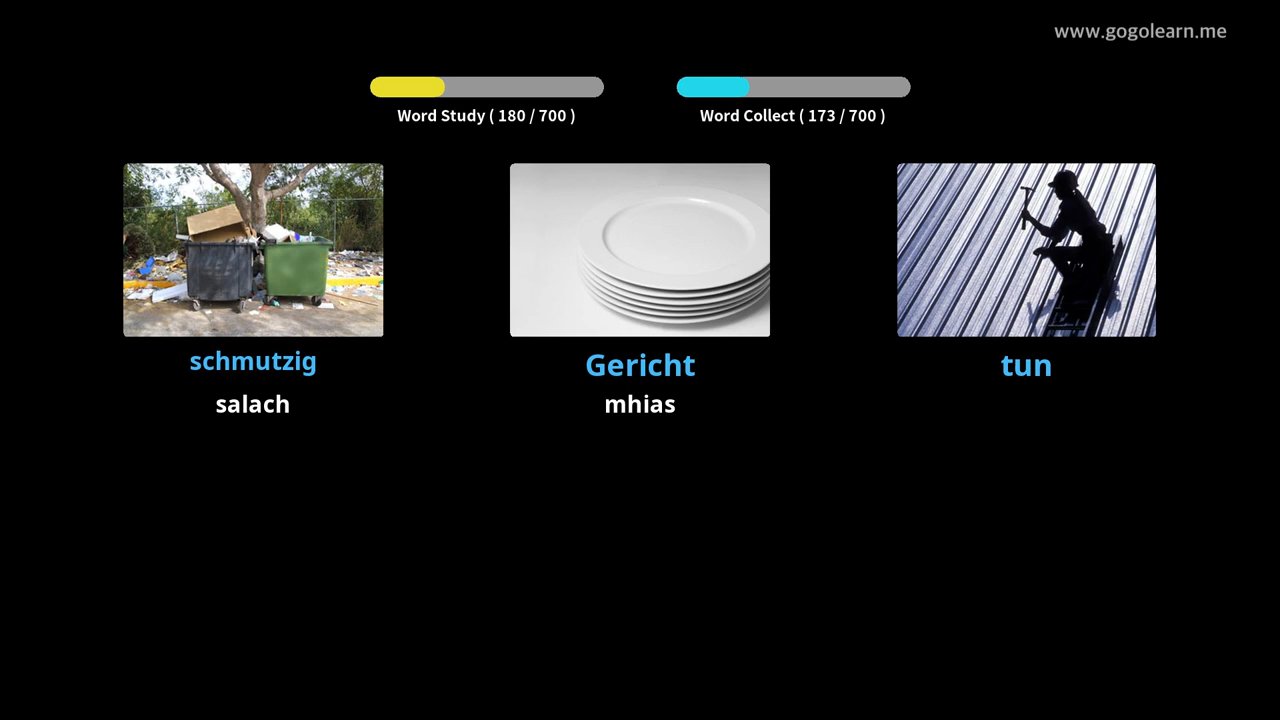 www.gogolearn.me
Word Study ( 180 / 700 )
Word Collect ( 173 / 700 )
schmutzig
Gericht
tun
salach
mhias